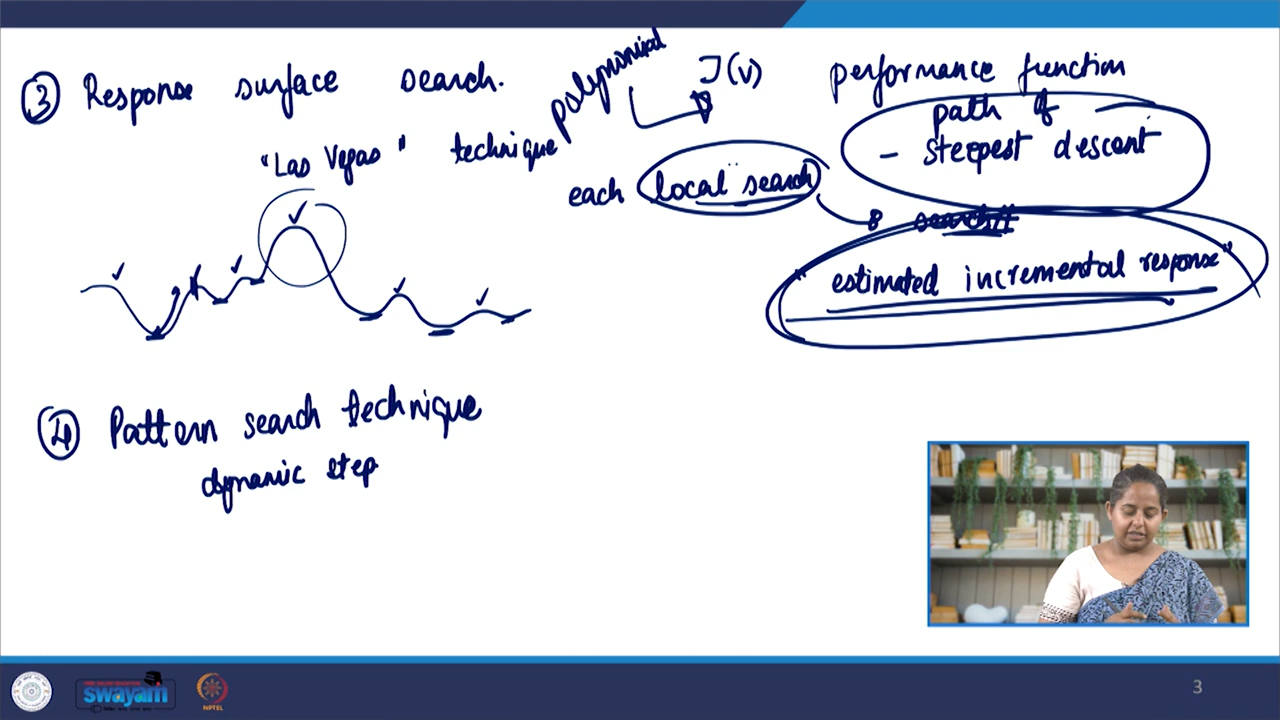 ③ Response surface search.
"Las Vegas" technique
polynomial
J(v)
performance function
path of
- steepest descent
each local search
"estimated incremental response"
④ Pattern search technique
dynamic step
swayam
NPTEL
3